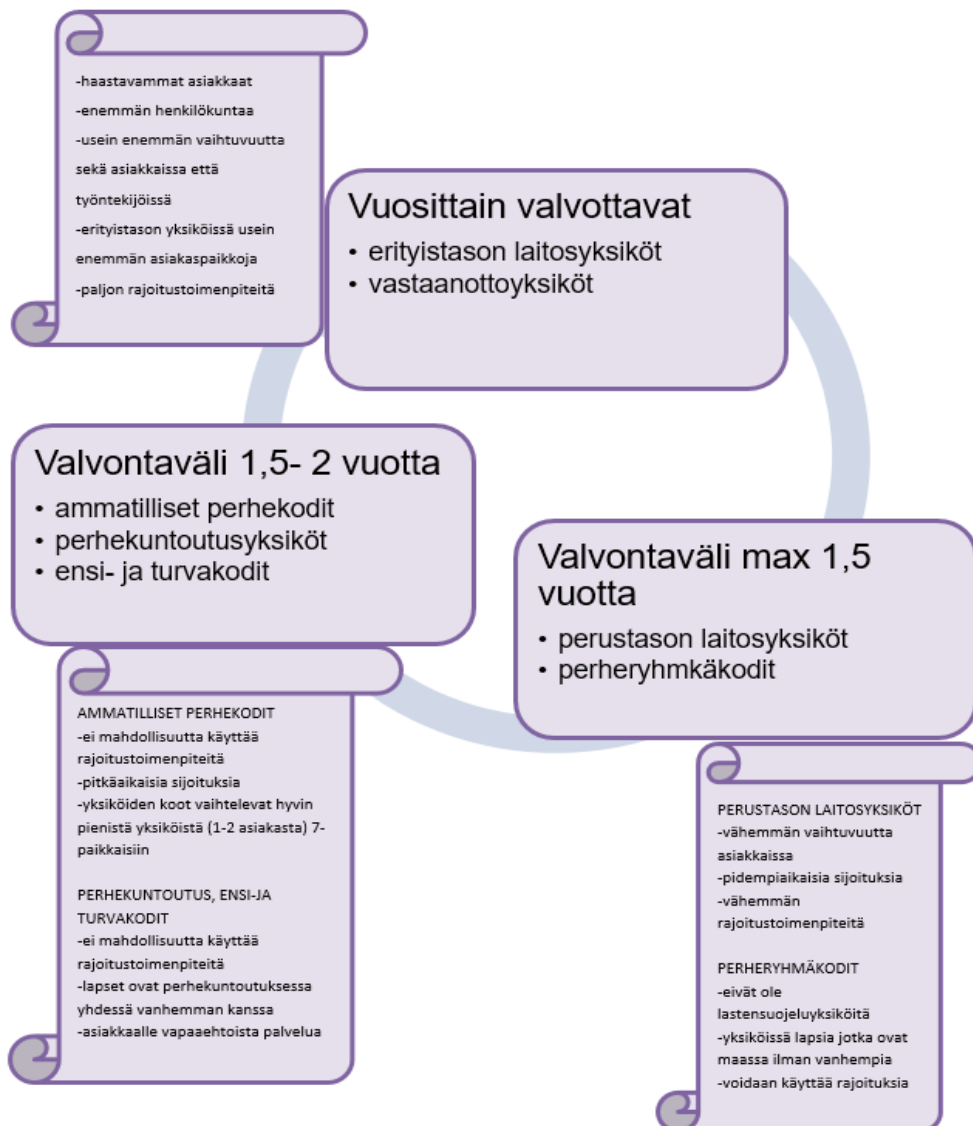 -haastavammat asiakkaat
-enemmän henkilökuntaa
-usein enemmän vaihtuvuutta
sekä asiakkaissa että
työntekijöissä
-erityistason yksiköissä usein
enemmän asiakaspaikkoja
-paljon rajoitustoimenpiteitä
Vuosittain valvottavat
• erityistason laitosyksiköt
• vastaanottoyksiköt
Valvontaväli 1,5- 2 vuotta
• ammatilliset perhekodit
• perhekuntoutusyksiköt
• ensi- ja turvakodit
Valvontaväli max 1,5
vuotta
• perustason laitosyksiköt
• perheryhmkäkodit
AMMATILLISET PERHEKODIT
-ei mahdollisuutta käyttää
rajoitustoimenpiteitä
-pitkäaikaisia sijoituksia
-yksiköiden koot vaihtelevat hyvin
pienistä yksiköistä (1-2 asiakasta) 7-
paikkaisiin
PERHEKUNTOUTUS, ENSI-JA
TURVAKODIT
-ei mahdollisuutta käyttää
rajoitustoimenpiteitä
-lapset ovat perhekuntoutuksessa
yhdessä vanhemman kanssa
-asiakkaalle vapaaehtoista palvelua
PERUSTASON LAITOSYKSIKÖT
-vähemmän vaihtuvuutta
asiakkaissa
-pidempiaikaisia sijoituksia
-vähemmän
rajoitustoimenpiteitä
PERHERYHMÄKODIT
-eivät ole
lastensuojeluyksiköitä
-yksiköissä lapsia jotka ovat
maassa ilman vanhempia
-voidaan käyttää rajoituksia